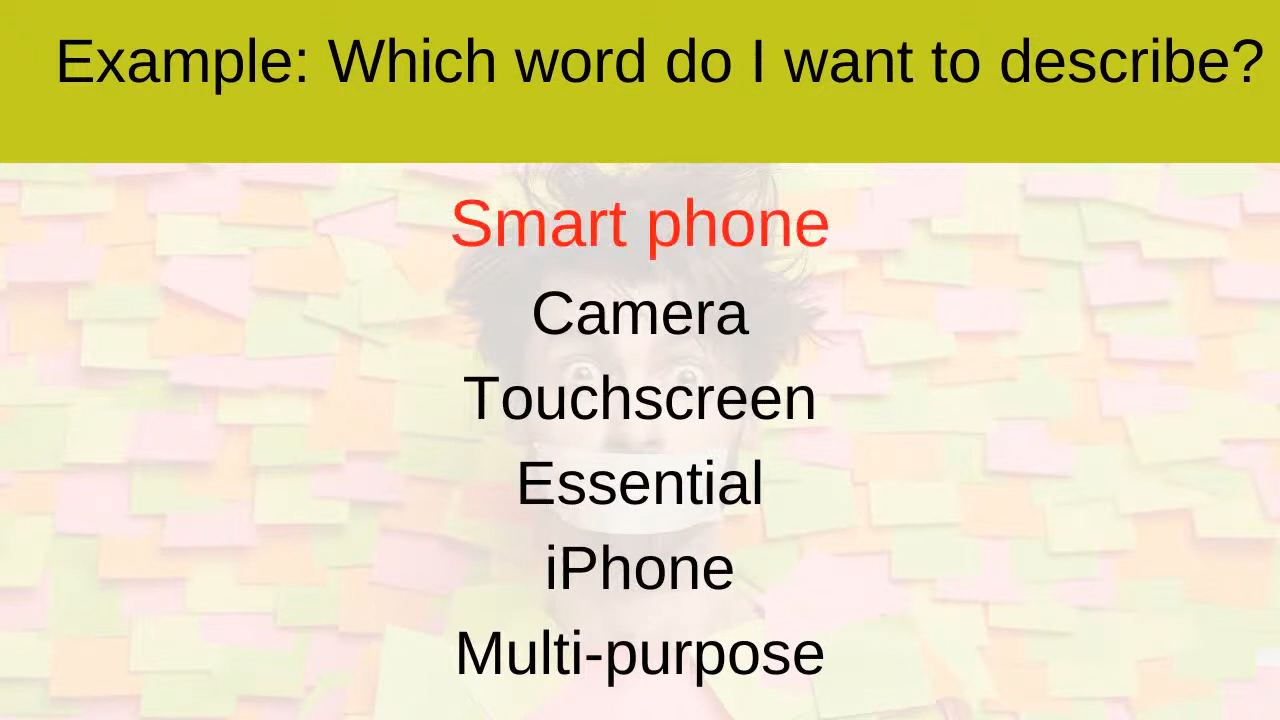 Example: Which word do I want to describe?
Smart phone
Camera
Touchscreen
Essential
iPhone
Multi-purpose